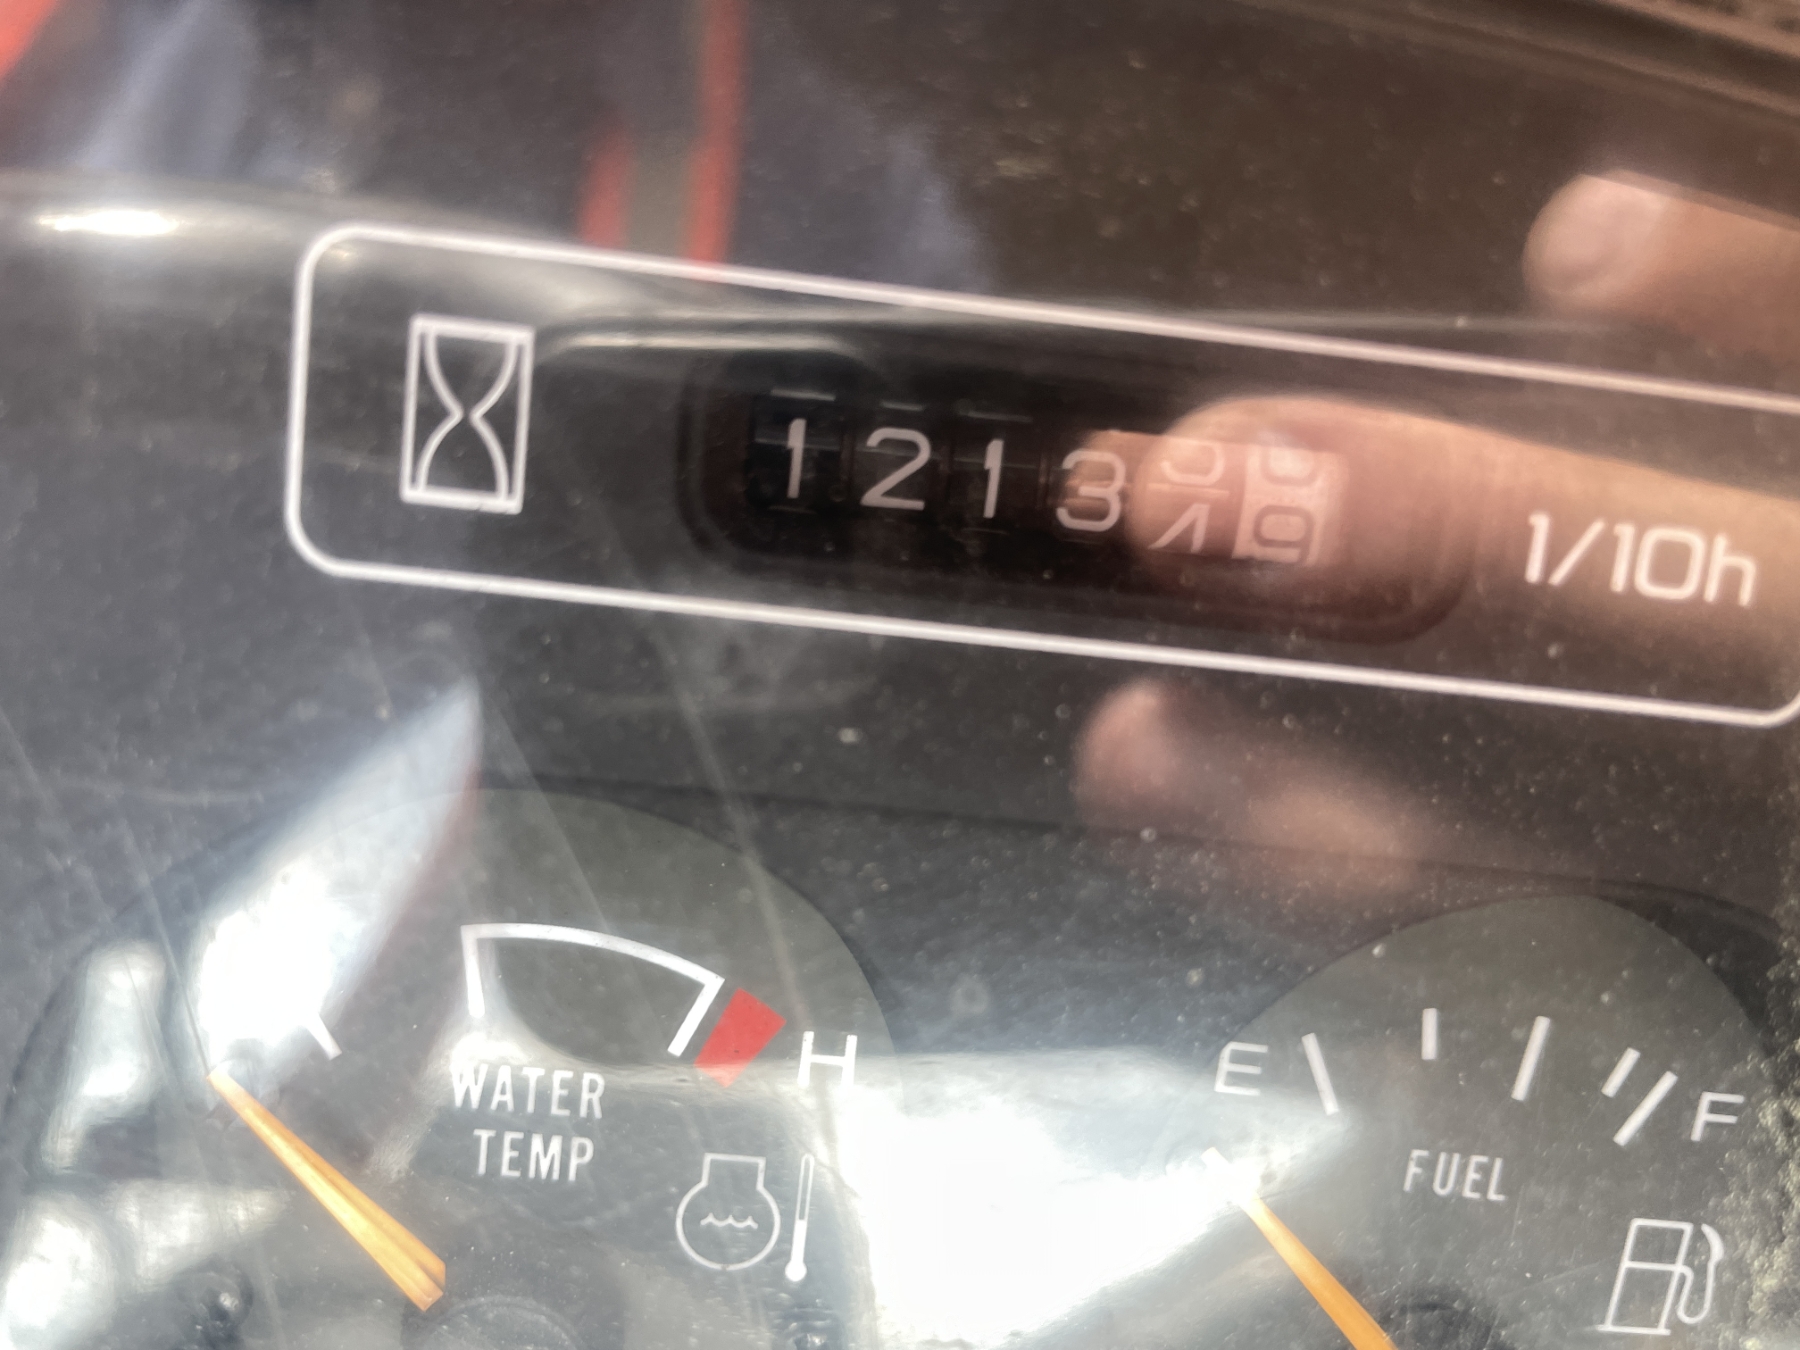 1213
1/10h
WATER
TEMP
H
E
F
FUEL